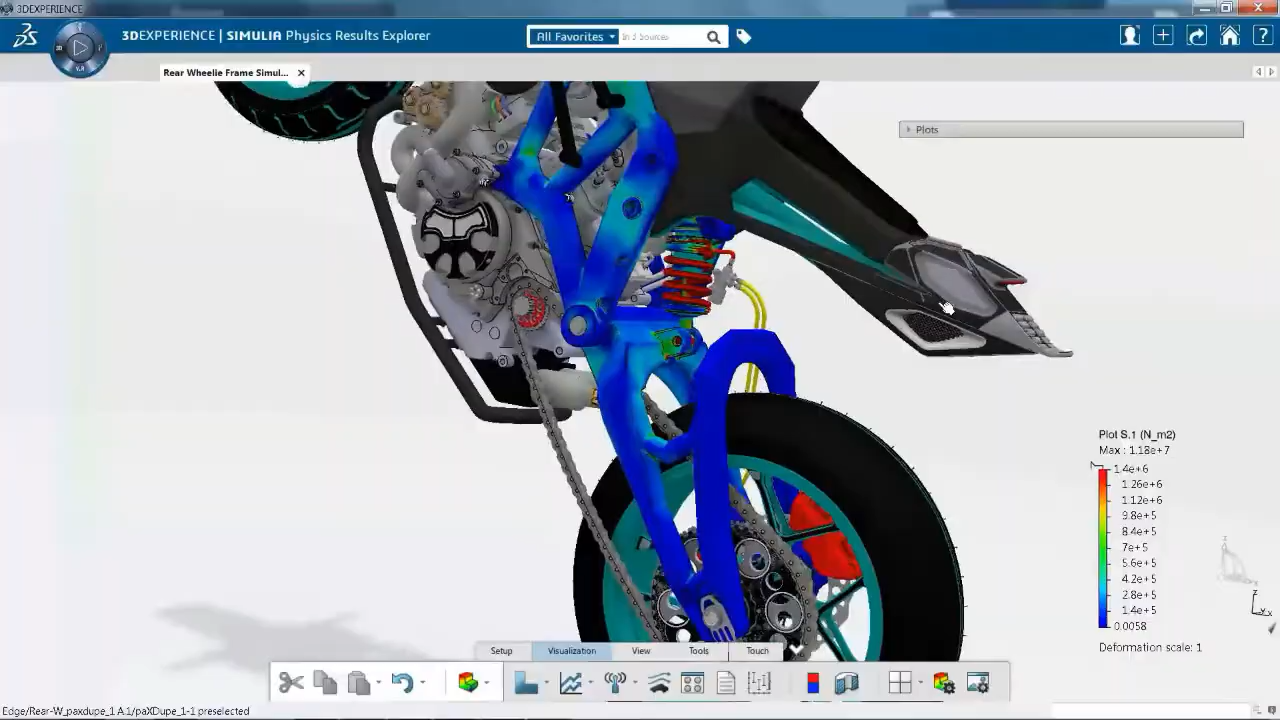 3DEXPERIENCE
3DEXPERIENCE | SIMULIA Physics Results Explorer
All Favorites
In 3 Sources
Rear Wheelie Frame Simul...
Plots
Plot S.1 (N_m2)
Max : 1.18e+7
1.4e+6
1.26e+6
1.12e+6
9.8e+5
8.4e+5
7e+5
5.6e+5
4.2e+5
2.8e+5
1.4e+5
0.0058
Deformation scale: 1
Setup
Visualization
View
Tools
Touch
Edge/Rear-W_paxdupe_1-A.1/paXDupe_1-1 preselected